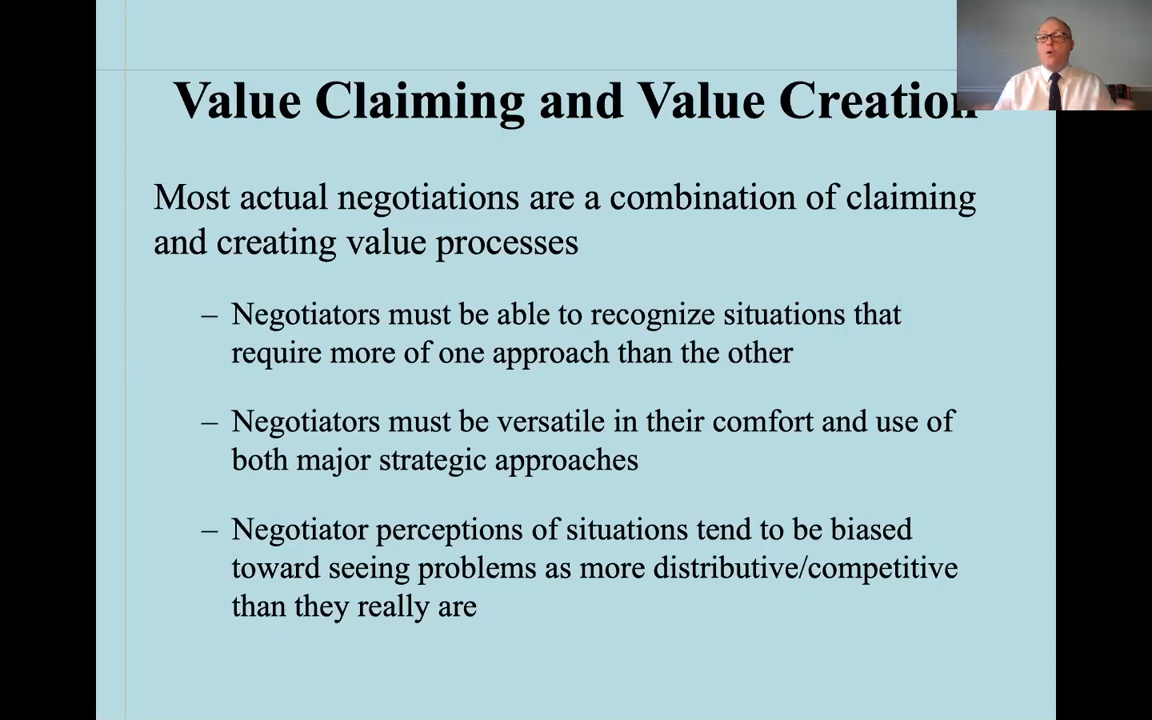 Value Claiming and Value Creation
Most actual negotiations are a combination of claiming
and creating value processes
– Negotiators must be able to recognize situations that
require more of one approach than the other
– Negotiators must be versatile in their comfort and use of
both major strategic approaches
– Negotiator perceptions of situations tend to be biased
toward seeing problems as more distributive/competitive
than they really are